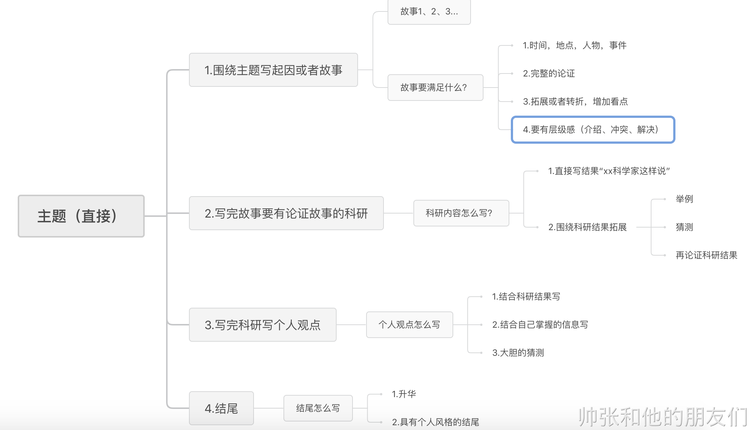 主题（直接）
1.围绕主题写起因或者故事
故事1、2、3...
故事要满足什么？
1.时间，地点，人物，事件
2.完整的论证
3.拓展或者转折，增加看点
4.要有层级感（介绍、冲突、解决）
2.写完故事要有论证故事的科研
科研内容怎么写？
1.直接写结果“xx科学家这样说”
2.围绕科研结果拓展
举例
猜测
再论证科研结果
3.写完科研写个人观点
个人观点怎么写
1.结合科研结果写
2.结合自己掌握的信息写
3.大胆的猜测
4.结尾
结尾怎么写
1.升华
2.具有个人风格的结尾
帅张和他的朋友们